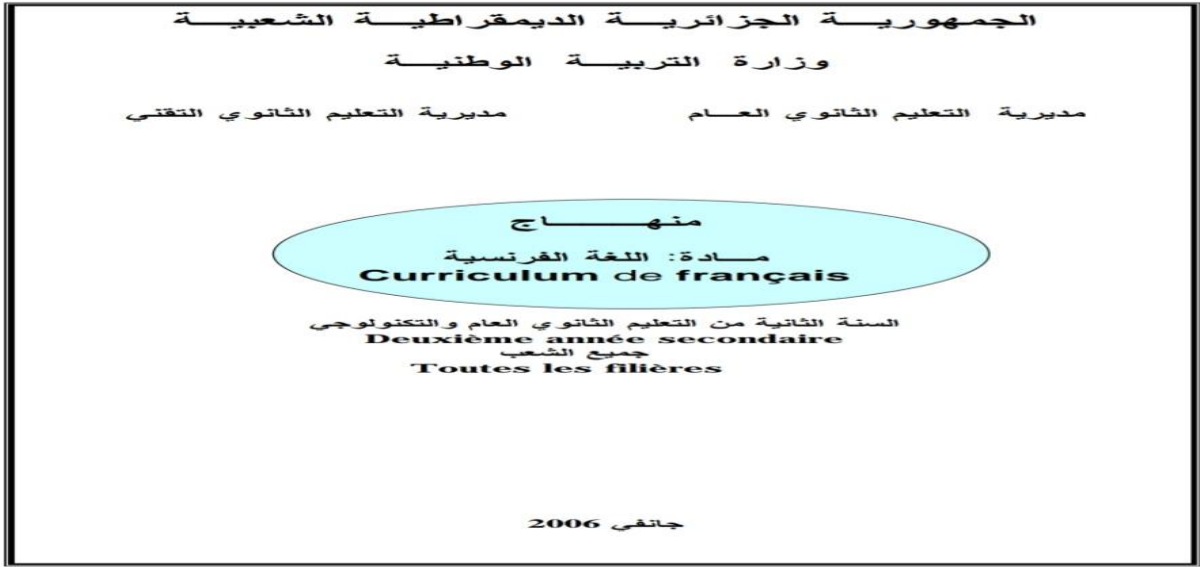 الجمهورية الجزائرية الديمقراطية الشعبية
وزارة التربية الوطنية
مديرية التعليم الثانوي العام مديرية التعليم الثانوي التقني
منهاج
مادة: اللغة الفرنسية
Curriculum de français
السنة الثانية من التعليم الثانوي العام والتكنولوجي
Deuxième année secondaire
جميع الشعب
Toutes les filières
جانفي 2006